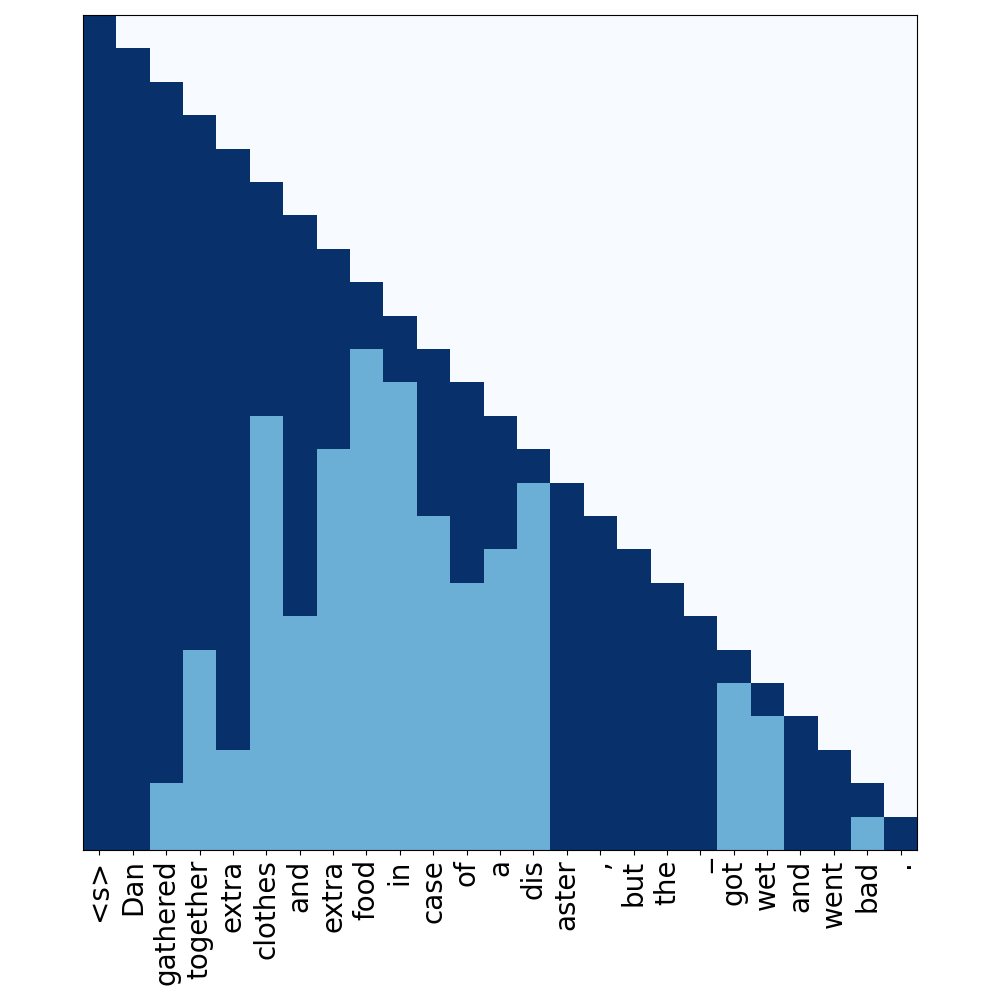 <s> Dan gathered together extra clothes and extra food in case of a dis aster , but the _ got wet and went bad .